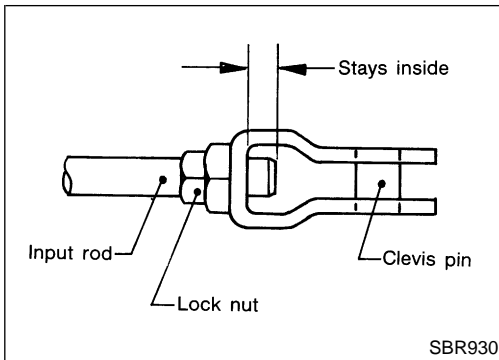 Stays inside
Input rod
Clevis pin
Lock nut
SBR930